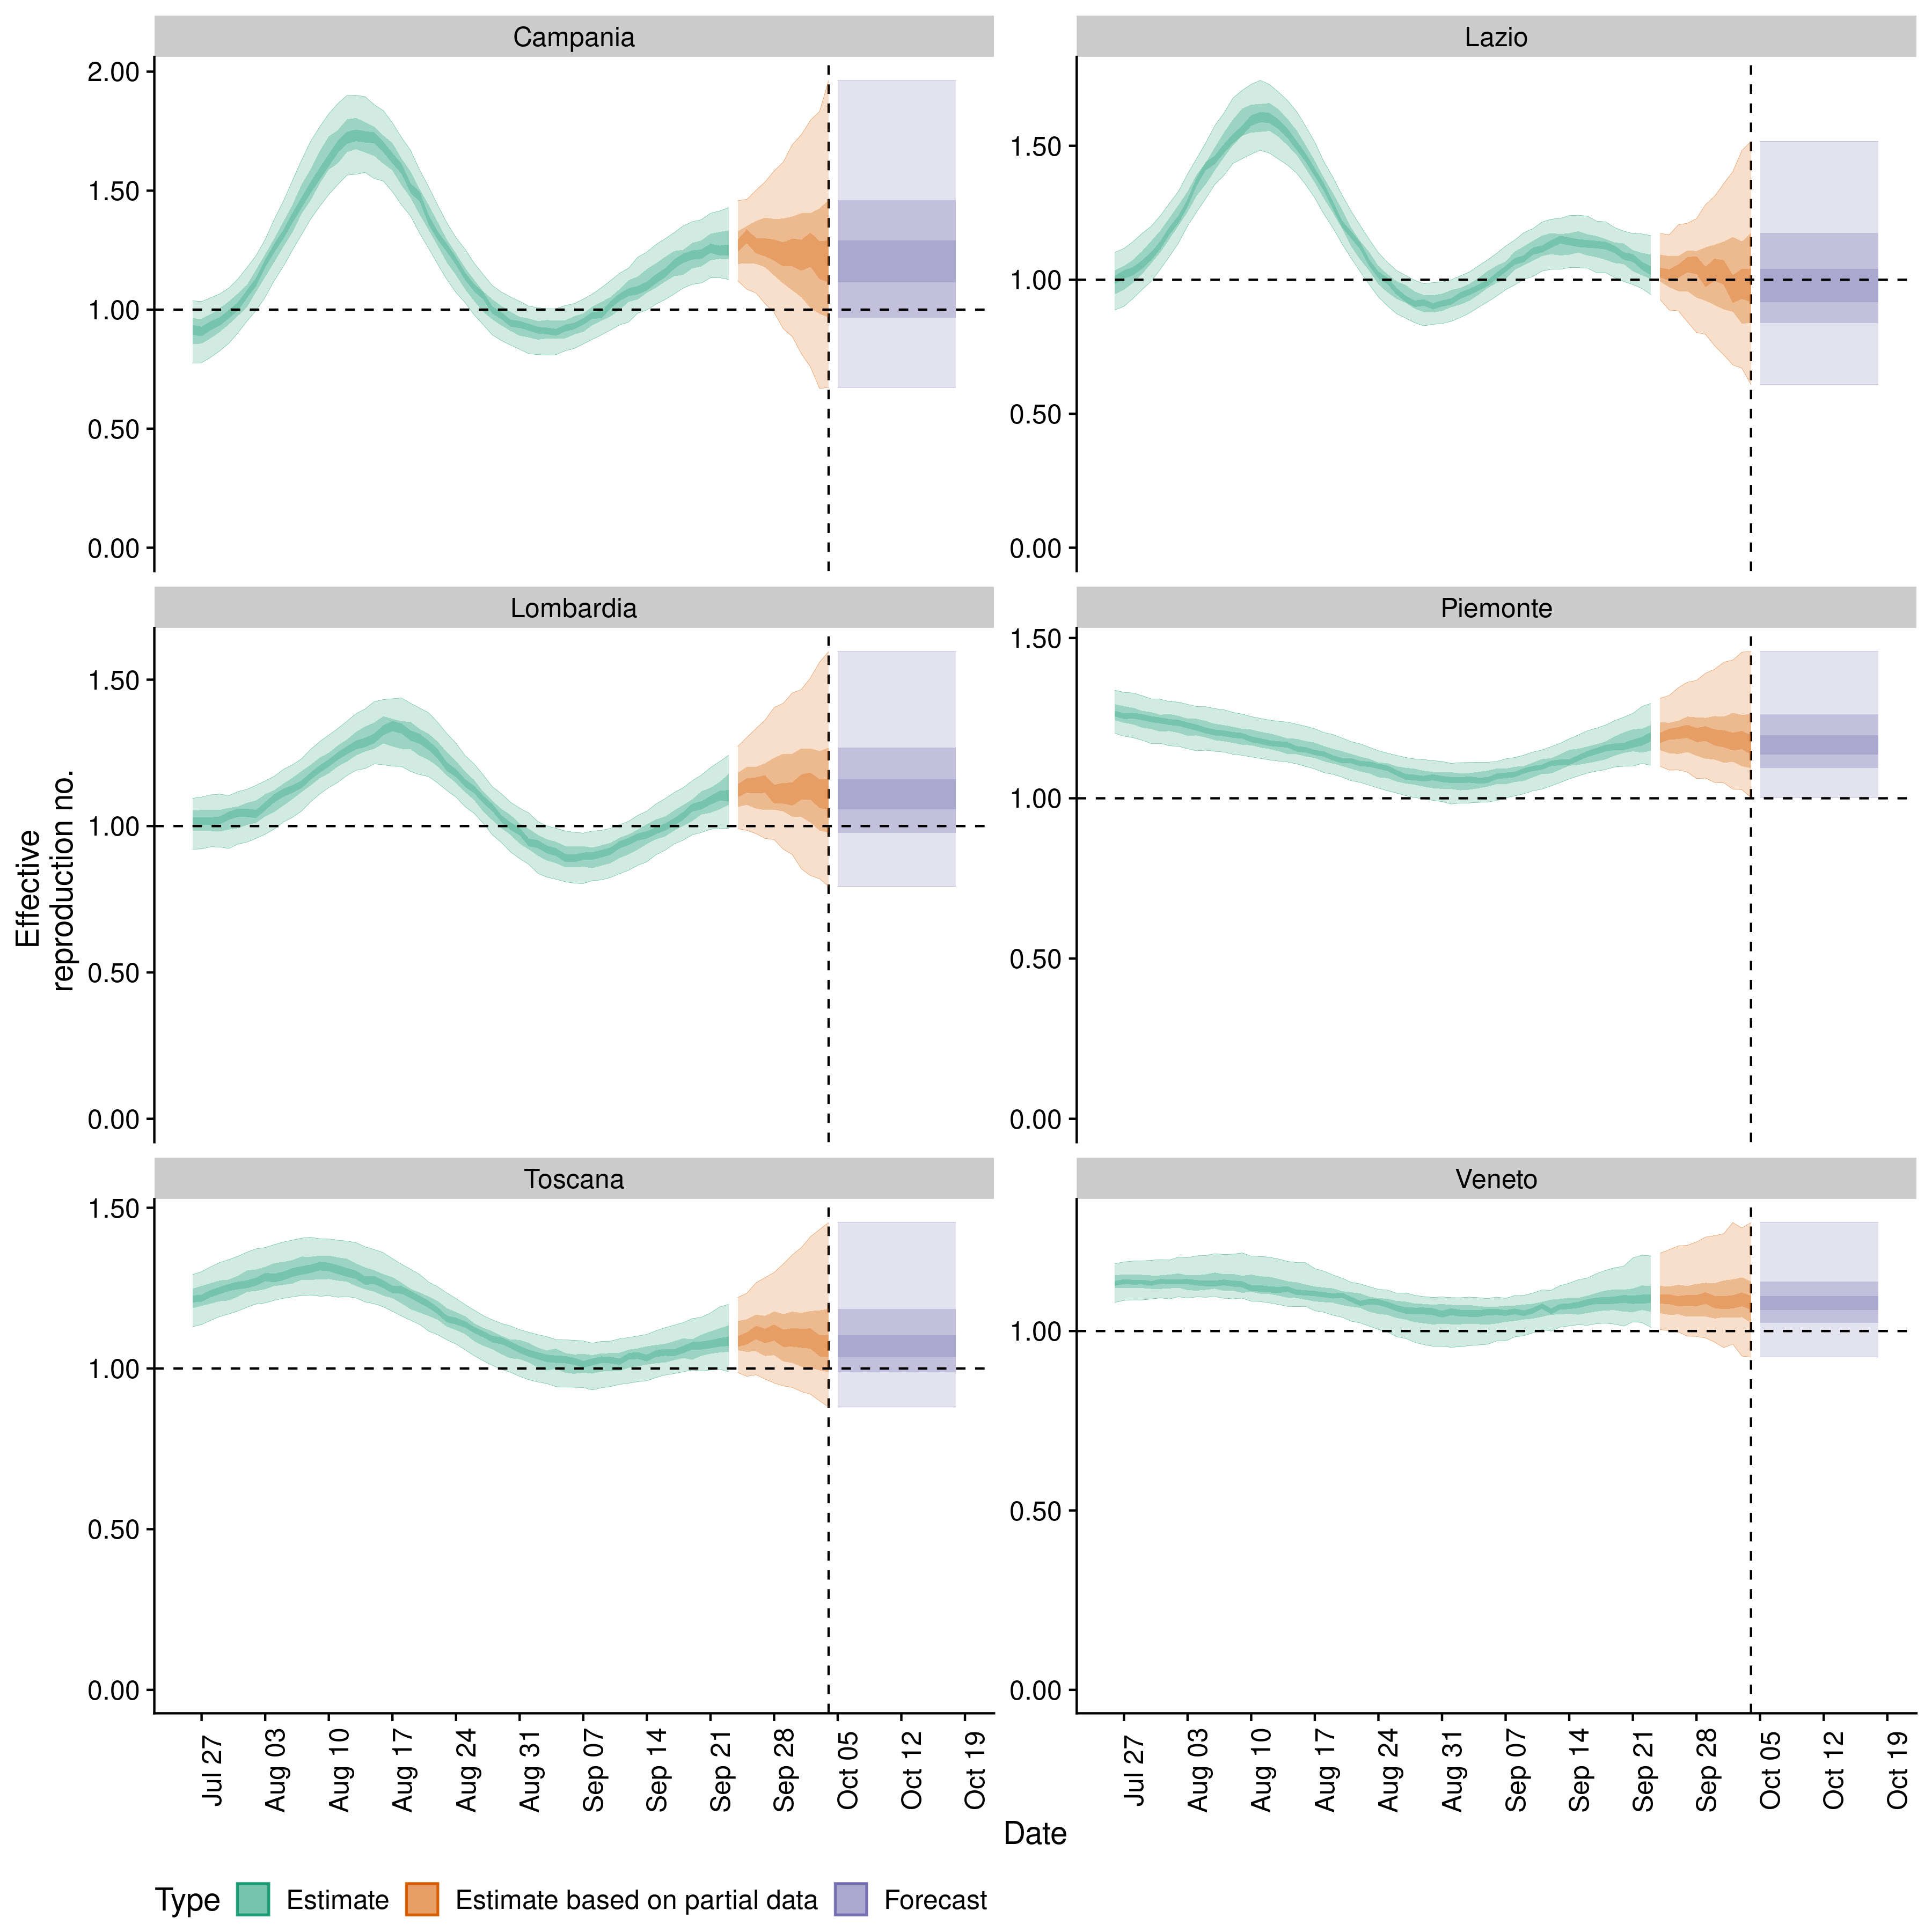 Campania
Lazio
2.00
1.50
1.00
0.50
0.00
1.50
1.00
0.50
0.00
Lombardia
Piemonte
1.50
1.00
0.50
0.00
1.50
1.00
0.50
0.00
Toscana
Veneto
1.50
1.00
0.50
0.00
1.00
0.50
0.00
Effective
reproduction no.
Jul 27
Aug 03
Aug 10
Aug 17
Aug 24
Aug 31
Sep 07
Sep 14
Sep 21
Sep 28
Oct 05
Oct 12
Oct 19
Jul 27
Aug 03
Aug 10
Aug 17
Aug 24
Aug 31
Sep 07
Sep 14
Sep 21
Sep 28
Oct 05
Oct 12
Oct 19
Date
Type Estimate Estimate based on partial data Forecast